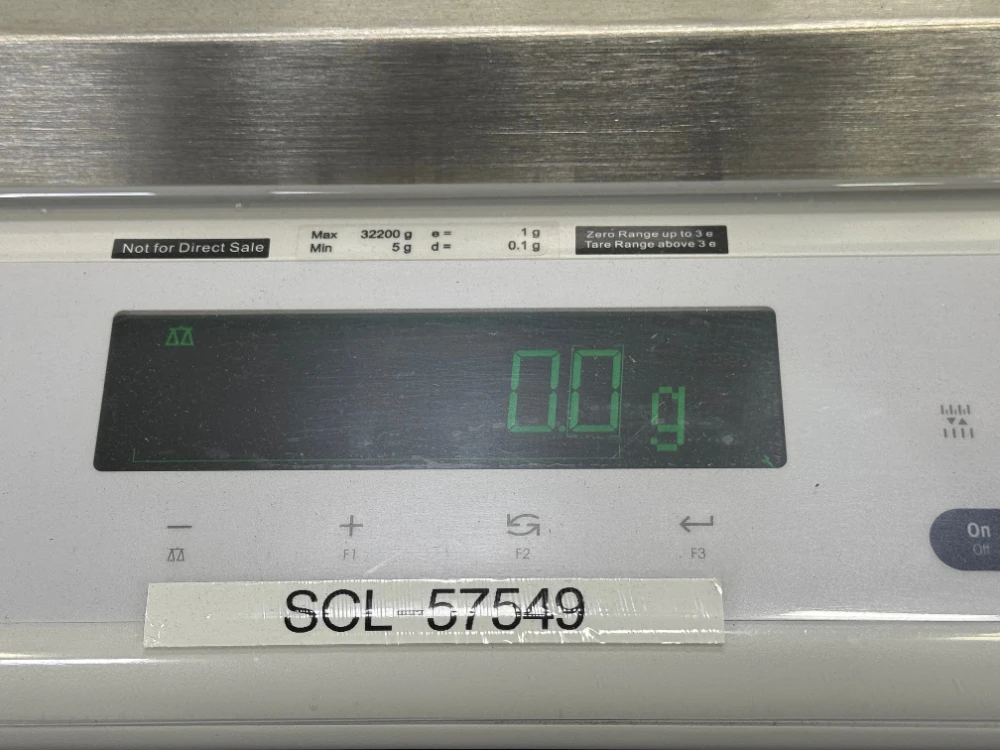 Not for Direct Sale
Max 32200 g e = 1 g
Min 5 g d = 0.1 g
Zero Range up to 3 e
Tare Range above 3 e
0.0 g
F1 F2 F3
On
Off
SCL-57549